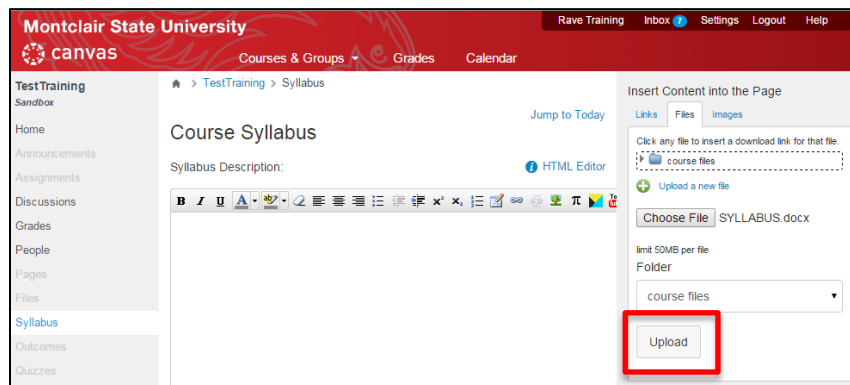 Montclair State University
Rave Training Inbox 7 Settings Logout Help
canvas
Courses & Groups Grades Calendar
TestTraining
Sandbox
Home
Announcements
Assignments
Discussions
Grades
People
Pages
Files
Syllabus
Outcomes
Quizzes
> TestTraining > Syllabus
Jump to Today
Course Syllabus
Syllabus Description:
HTML Editor
B I U A ab x² x₂ π
Insert Content into the Page
Links Files Images
Click any file to insert a download link for that file.
course files
Upload a new file
Choose File SYLLABUS.docx
limit 50MB per file
Folder
course files
Upload